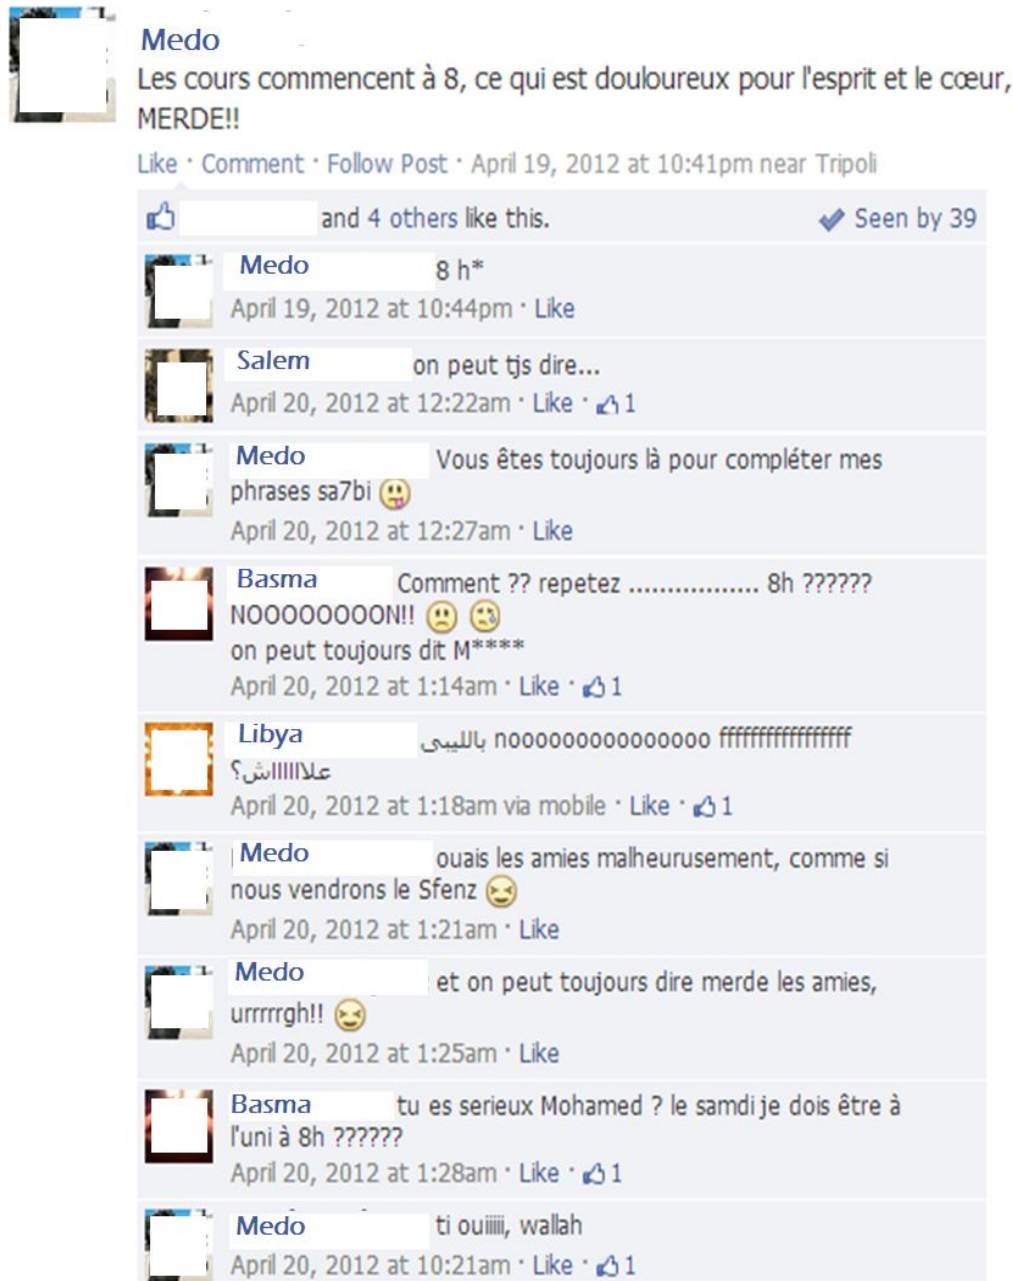 Medo
Les cours commencent à 8, ce qui est douloureux pour l'esprit et le cœur,
MERDE!!
Like · Comment · Follow Post · April 19, 2012 at 10:41pm near Tripoli
and 4 others like this. Seen by 39
Medo 8 h*
April 19, 2012 at 10:44pm · Like
Salem on peut tjs dire...
April 20, 2012 at 12:22am · Like · 1
Medo Vous êtes toujours là pour compléter mes
phrases sa7bi
April 20, 2012 at 12:27am · Like
Basma Comment ?? repetez ................. 8h ??????
NOOOOOOOON!!
on peut toujours dit M****
April 20, 2012 at 1:14am · Like · 1
Libya بالليبى nooooooooooooooo fffffffffffffffff
علااااااش؟
April 20, 2012 at 1:18am via mobile · Like · 1
Medo ouais les amies malheurusement, comme si
nous vendrons le Sfenz
April 20, 2012 at 1:21am · Like
Medo et on peut toujours dire merde les amies,
urrrrrgh!!
April 20, 2012 at 1:25am · Like
Basma tu es serieux Mohamed ? le samdi je dois être à
l'uni à 8h ??????
April 20, 2012 at 1:28am · Like · 1
Medo ti ouiiiii, wallah
April 20, 2012 at 10:21am · Like · 1